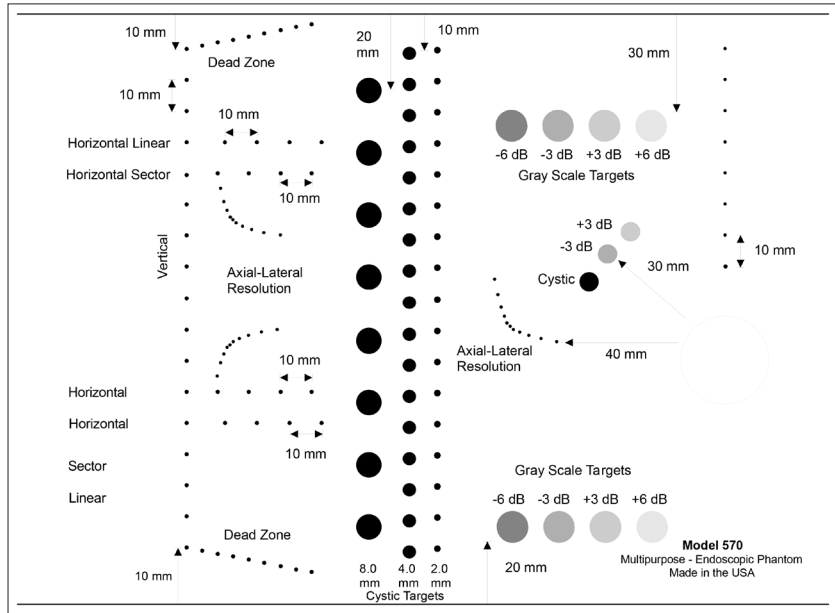 10 mm
Dead Zone
20
mm
10 mm
30 mm
10 mm
10 mm
Horizontal Linear
-6 dB
-3 dB
+3 dB
+6 dB
Gray Scale Targets
Horizontal Sector
10 mm
Vertical
+3 dB
-3 dB
10 mm
30 mm
Axial-Lateral
Resolution
Cystic
Axial-Lateral
Resolution
40 mm
10 mm
Horizontal
Horizontal
10 mm
Sector
Linear
Gray Scale Targets
-6 dB
-3 dB
+3 dB
+6 dB
Dead Zone
10 mm
8.0
mm
4.0
mm
2.0
mm
Cystic Targets
20 mm
Model 570
Multipurpose - Endoscopic Phantom
Made in the USA